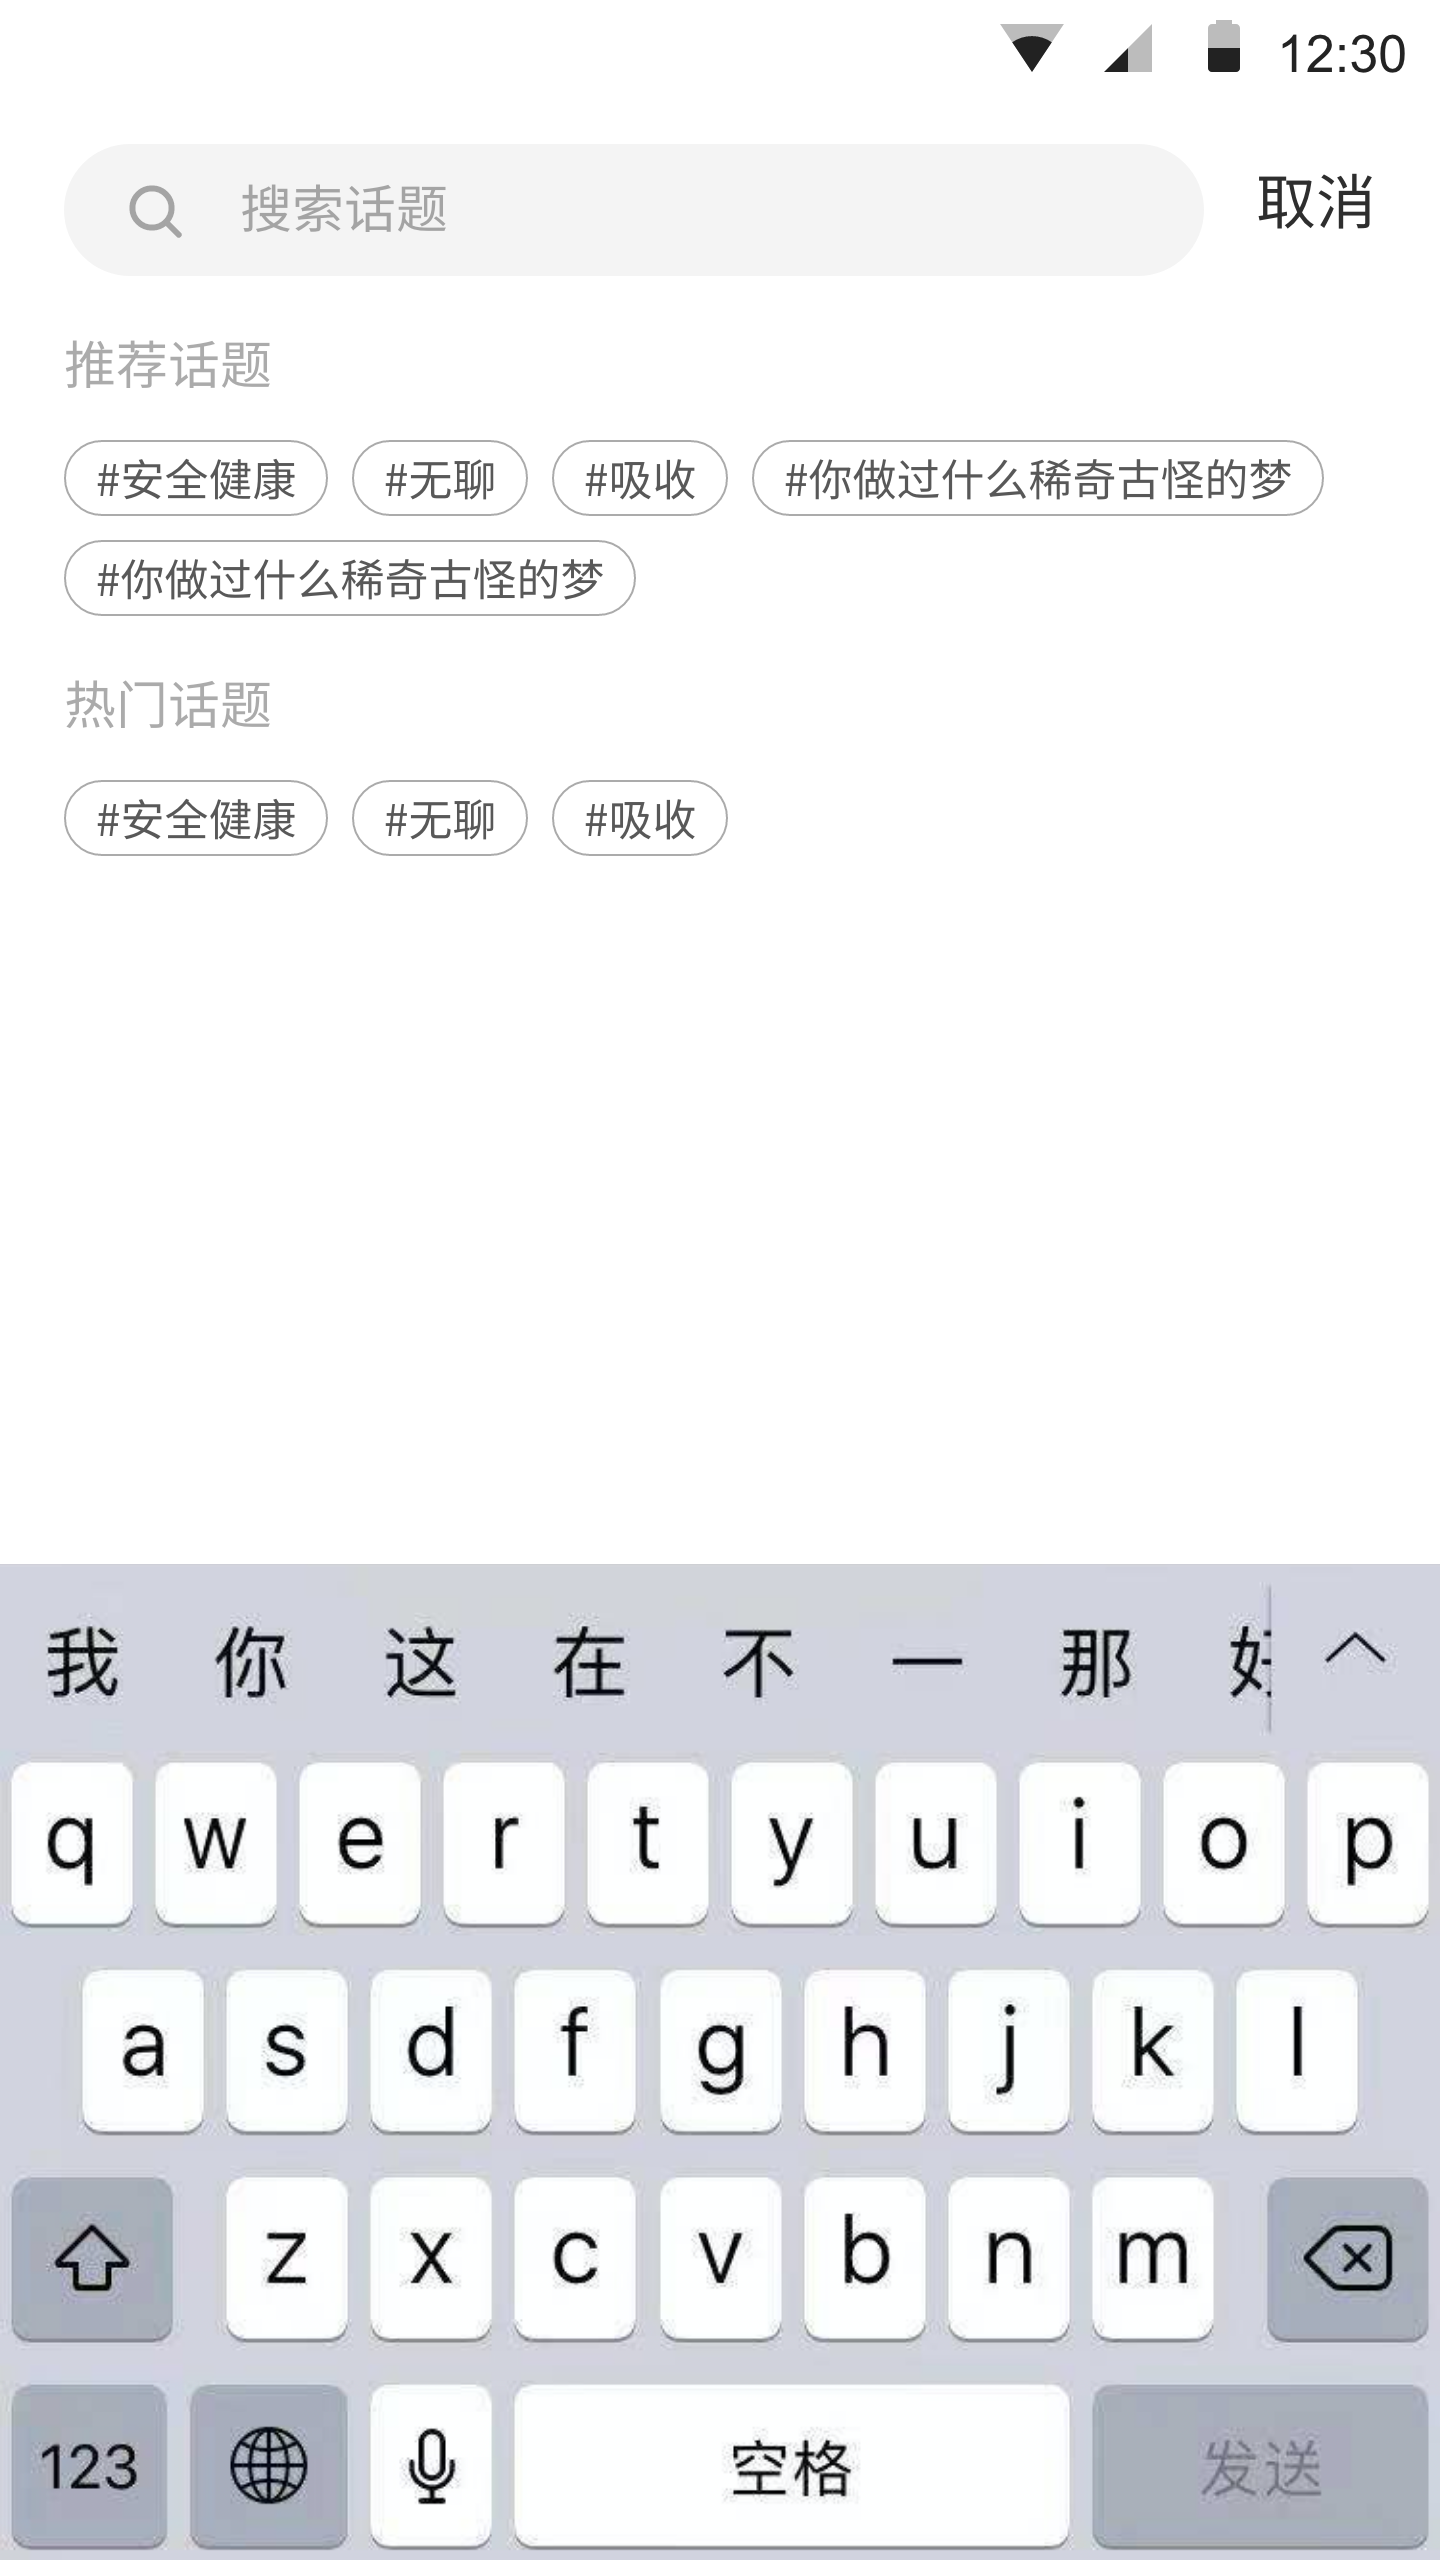 12:30
搜索话题 取消
推荐话题
#安全健康 #无聊 #吸收 #你做过什么稀奇古怪的梦
#你做过什么稀奇古怪的梦
热门话题
#安全健康 #无聊 #吸收
我 你 这 在 不 一 那
q w e r t y u i o p
a s d f g h j k l
z x c v b n m
123 空格 发送